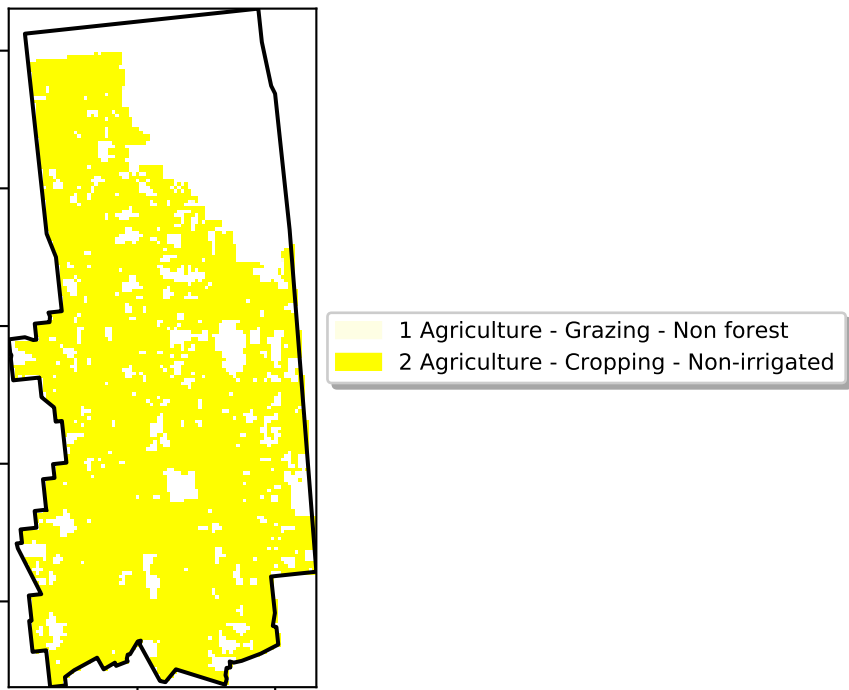 1 Agriculture - Grazing - Non forest
2 Agriculture - Cropping - Non-irrigated